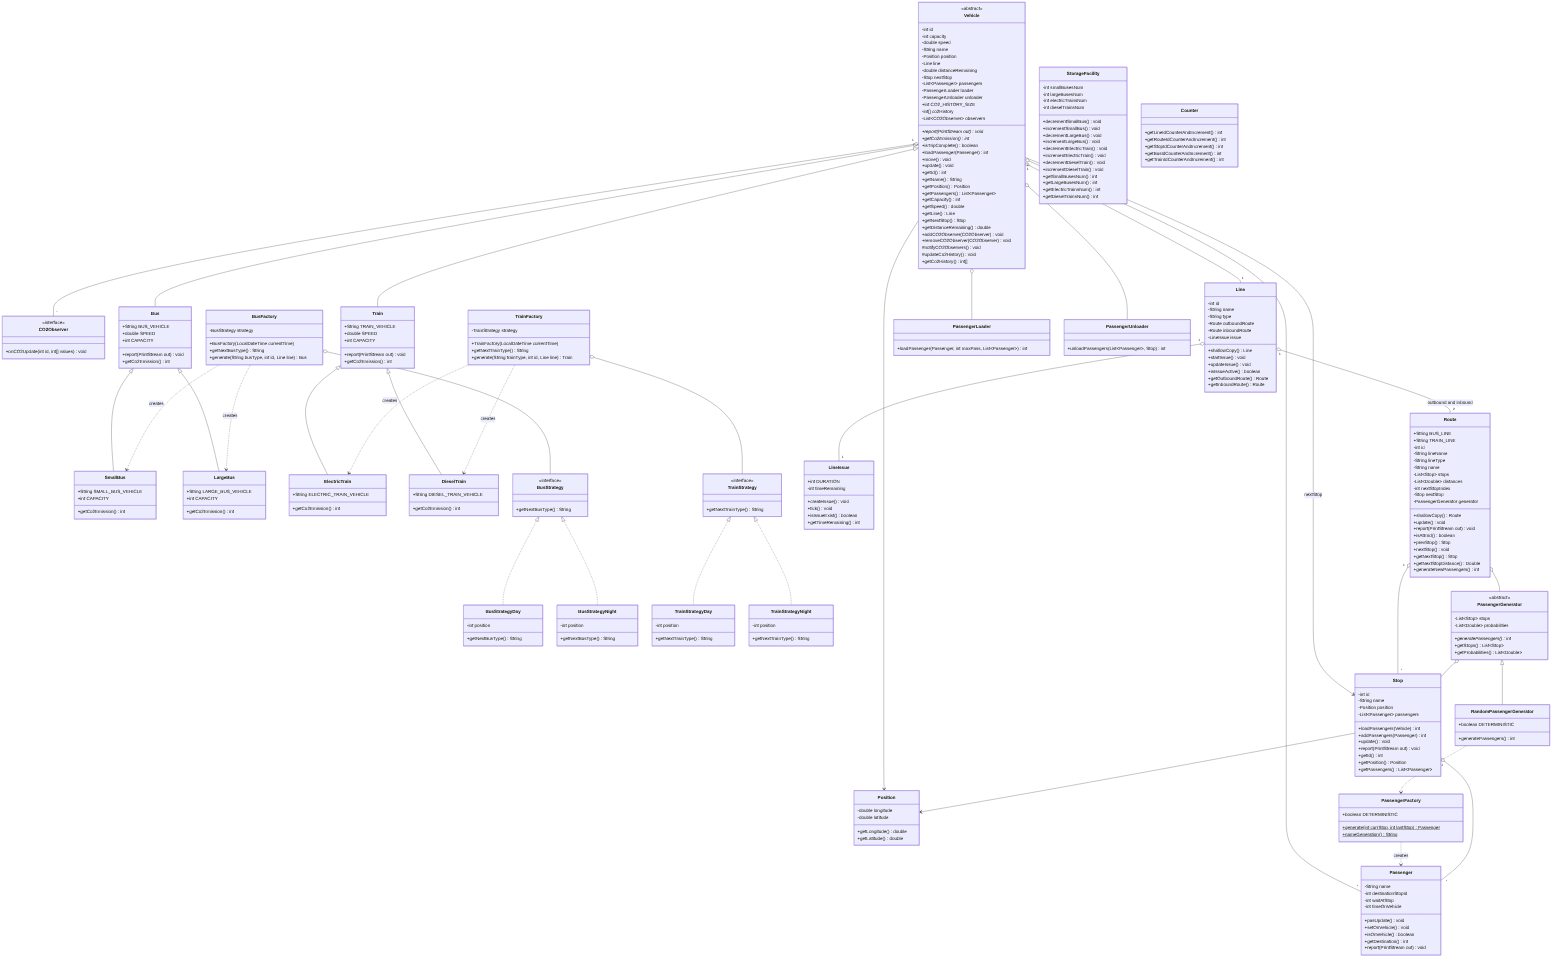 «abstract»
Vehicle
-int id
-int capacity
-double speed
-String name
-Position position
-Line line
-double distanceRemaining
-Stop nextStop
-List<Passenger> passengers
-PassengerLoader loader
-PassengerUnloader unloader
+int CO2_HISTORY_SIZE
-int[] co2History
-List<CO2Observer> observers
+report(PrintStream out) : void
+getCo2Emission() : int
+isTripComplete() : boolean
+loadPassenger(Passenger) : int
+move() : void
+update() : void
+getId() : int
+getName() : String
+getPosition() : Position
+getPassengers() : List<Passenger>
+getCapacity() : int
+getSpeed() : double
+getLine() : Line
+getNextStop() : Stop
+getDistanceRemaining() : double
+addCO2Observer(CO2Observer) : void
+removeCO2Observer(CO2Observer) : void
#notifyCO2Observers() : void
#updateCo2History() : void
+getCo2History() : int[]
StorageFacility
-int smallBusesNum
-int largeBusesNum
-int electricTrainsNum
-int dieselTrainsNum
+decrementSmallBus() : void
+incrementSmallBus() : void
+decrementLargeBus() : void
+incrementLargeBus() : void
+decrementElectricTrain() : void
+incrementElectricTrain() : void
+decrementDieselTrain() : void
+incrementDieselTrain() : void
+getSmallBusesNum() : int
+getLargeBusesNum() : int
+getElectricTrainsNum() : int
+getDieselTrainsNum() : int
Counter
+getLineIdCounterAndIncrement() : int
+getRouteIdCounterAndIncrement() : int
+getStopIdCounterAndIncrement() : int
+getBusIdCounterAndIncrement() : int
+getTrainIdCounterAndIncrement() : int
«interface»
CO2Observer
+onCO2Update(int id, int[] values) : void
Bus
+String BUS_VEHICLE
+double SPEED
+int CAPACITY
+report(PrintStream out) : void
+getCo2Emission() : int
BusFactory
-BusStrategy strategy
+BusFactory(LocalDateTime currentTime)
+getNextBusType() : String
+generate(String busType, int id, Line line) : Bus
Train
+String TRAIN_VEHICLE
+double SPEED
+int CAPACITY
+report(PrintStream out) : void
+getCo2Emission() : int
TrainFactory
-TrainStrategy strategy
+TrainFactory(LocalDateTime currentTime)
+getNextTrainType() : String
+generate(String trainType, int id, Line line) : Train
PassengerLoader
+loadPassenger(Passenger, int maxPass, List<Passenger>) : int
PassengerUnloader
+unloadPassengers(List<Passenger>, Stop) : int
Line
-int id
-String name
-String type
-Route outboundRoute
-Route inboundRoute
-LineIssue issue
+shallowCopy() : Line
+startIssue() : void
+updateIssue() : void
+isIssueActive() : boolean
+getOutboundRoute() : Route
+getInboundRoute() : Route
nextStop
creates
creates
creates
outbound and inbound
SmallBus
+String SMALL_BUS_VEHICLE
+int CAPACITY
+getCo2Emission() : int
LargeBus
+String LARGE_BUS_VEHICLE
+int CAPACITY
+getCo2Emission() : int
ElectricTrain
+String ELECTRIC_TRAIN_VEHICLE
+getCo2Emission() : int
DieselTrain
+String DIESEL_TRAIN_VEHICLE
+getCo2Emission() : int
«interface»
BusStrategy
+getNextBusType() : String
«interface»
TrainStrategy
+getNextTrainType() : String
LineIssue
+int DURATION
-int timeRemaining
+createIssue() : void
+tick() : void
+isIssueExist() : boolean
+getTimeRemaining() : int
Route
+String BUS_LINE
+String TRAIN_LINE
-int id
-String lineName
-String lineType
-String name
-List<Stop> stops
-List<Double> distances
-int nextStopIndex
-Stop nextStop
-PassengerGenerator generator
+shallowCopy() : Route
+update() : void
+report(PrintStream out) : void
+isAtEnd() : boolean
+prevStop() : Stop
+nextStop() : void
+getNextStop() : Stop
+getNextStopDistance() : Double
+generateNewPassengers() : int
BusStrategyDay
-int position
+getNextBusType() : String
BusStrategyNight
-int position
+getNextBusType() : String
TrainStrategyDay
-int position
+getNextTrainType() : String
TrainStrategyNight
-int position
+getNextTrainType() : String
«abstract»
PassengerGenerator
-List<Stop> stops
-List<Double> probabilities
+generatePassengers() : int
+getStops() : List<Stop>
+getProbabilities() : List<Double>
Stop
-int id
-String name
-Position position
-List<Passenger> passengers
+loadPassengers(Vehicle) : int
+addPassengers(Passenger) : int
+update() : void
+report(PrintStream out) : void
+getId() : int
+getPosition() : Position
+getPassengers() : List<Passenger>
RandomPassengerGenerator
+boolean DETERMINISTIC
+generatePassengers() : int
Position
-double longitude
-double latitude
+getLongitude() : double
+getLatitude() : double
PassengerFactory
+boolean DETERMINISTIC
+generate(int currStop, int lastStop) : Passenger
+nameGeneration() : String
creates
Passenger
-String name
-int destinationStopId
-int waitAtStop
-int timeOnVehicle
+pasUpdate() : void
+setOnVehicle() : void
+isOnVehicle() : boolean
+getDestination() : int
+report(PrintStream out) : void